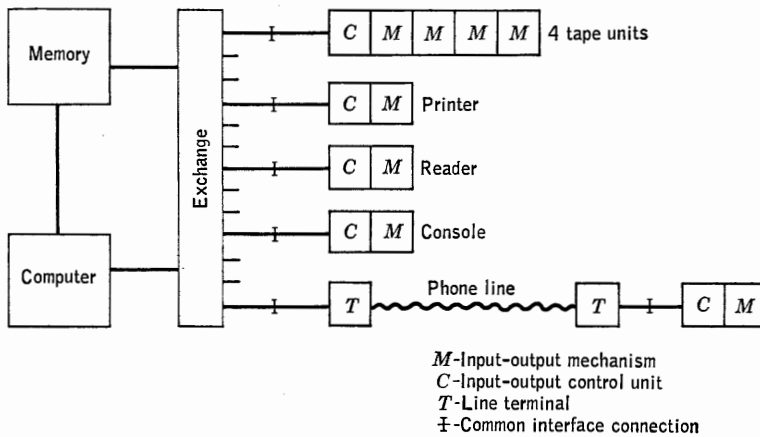 Memory
Computer
Exchange
C M M M M 4 tape units
C M Printer
C M Reader
C M Console
Phone line
T T C M
M-Input-output mechanism
C-Input-output control unit
T-Line terminal
I-Common interface connection